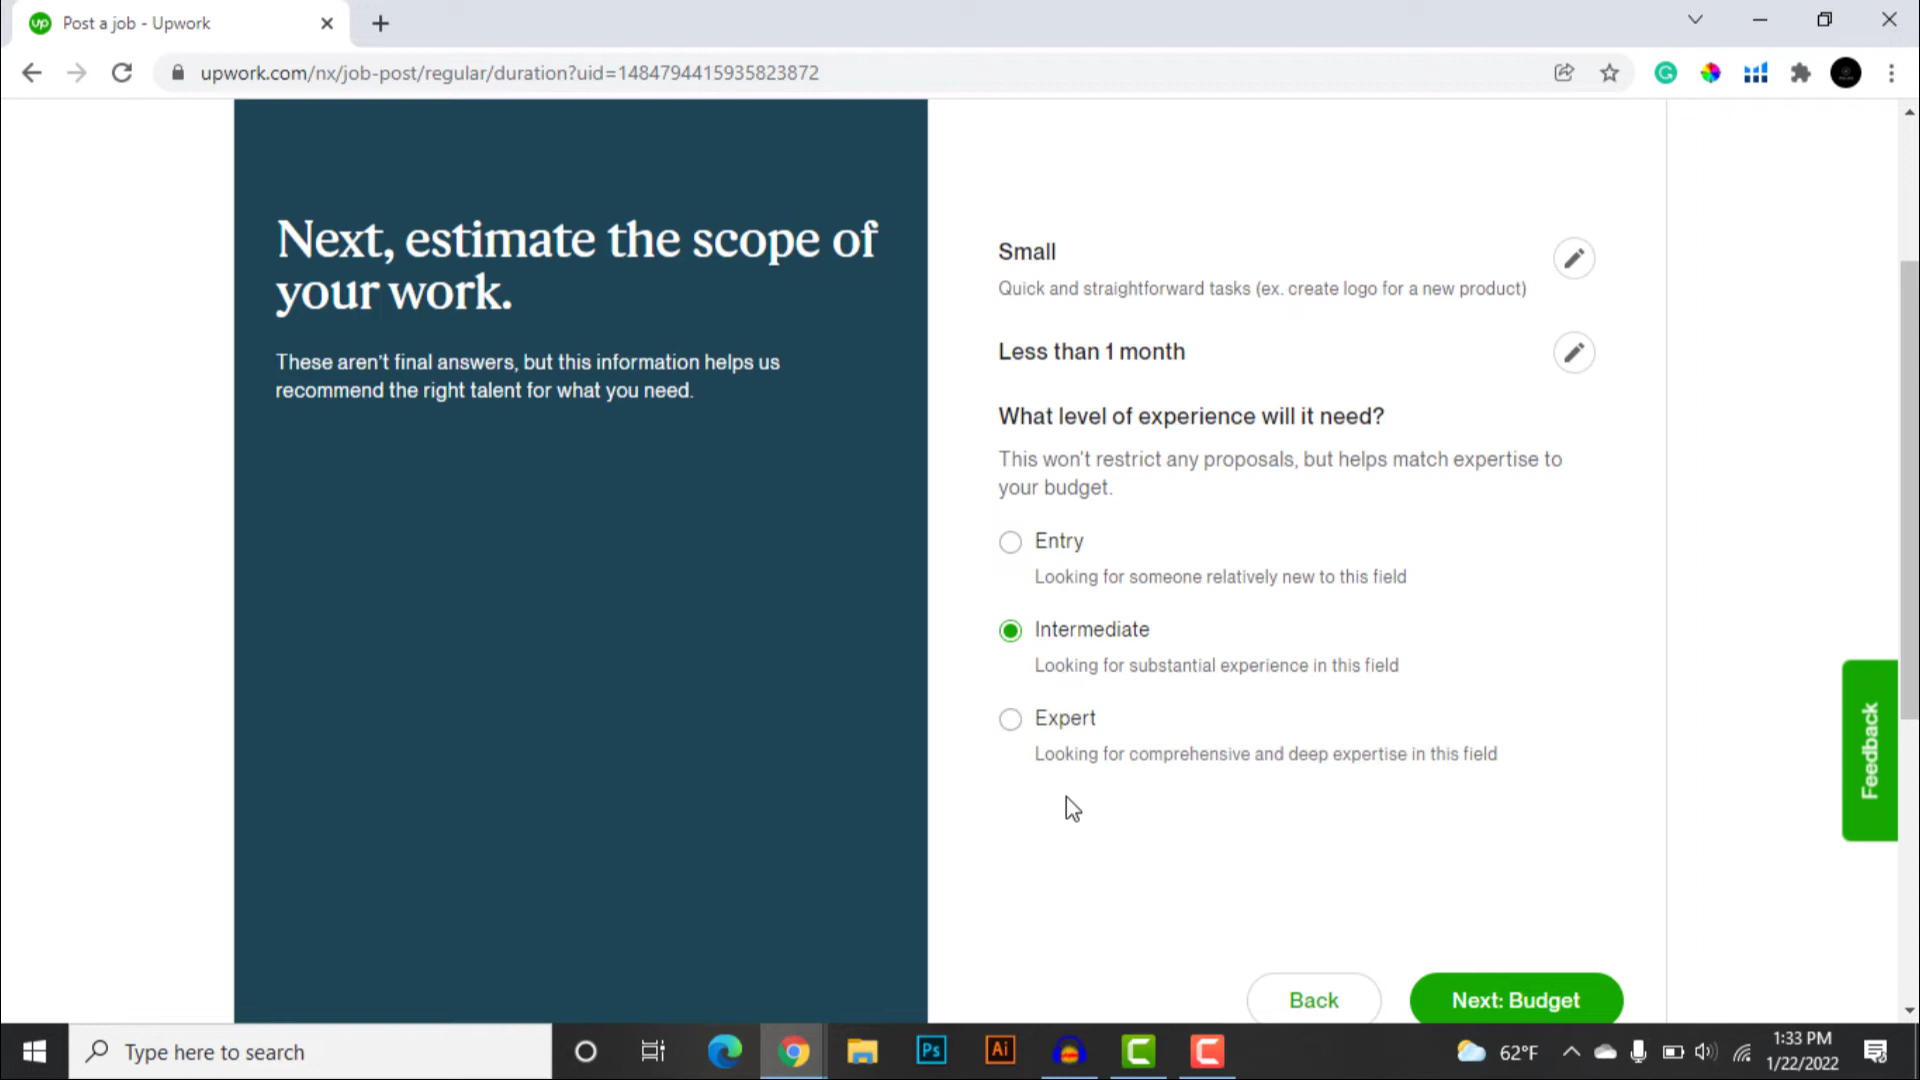 Post a job - Upwork
upwork.com/nx/job-post/regular/duration?uid=1484794415935823872
Next, estimate the scope of
your work.
These aren't final answers, but this information helps us
recommend the right talent for what you need.
Small
Quick and straightforward tasks (ex. create logo for a new product)
Less than 1 month
What level of experience will it need?
This won't restrict any proposals, but helps match expertise to
your budget.
Entry
Looking for someone relatively new to this field
Intermediate
Looking for substantial experience in this field
Expert
Looking for comprehensive and deep expertise in this field
Feedback
Back
Next: Budget
Type here to search
Ps
Ai
62°F
1:33 PM
1/22/2022